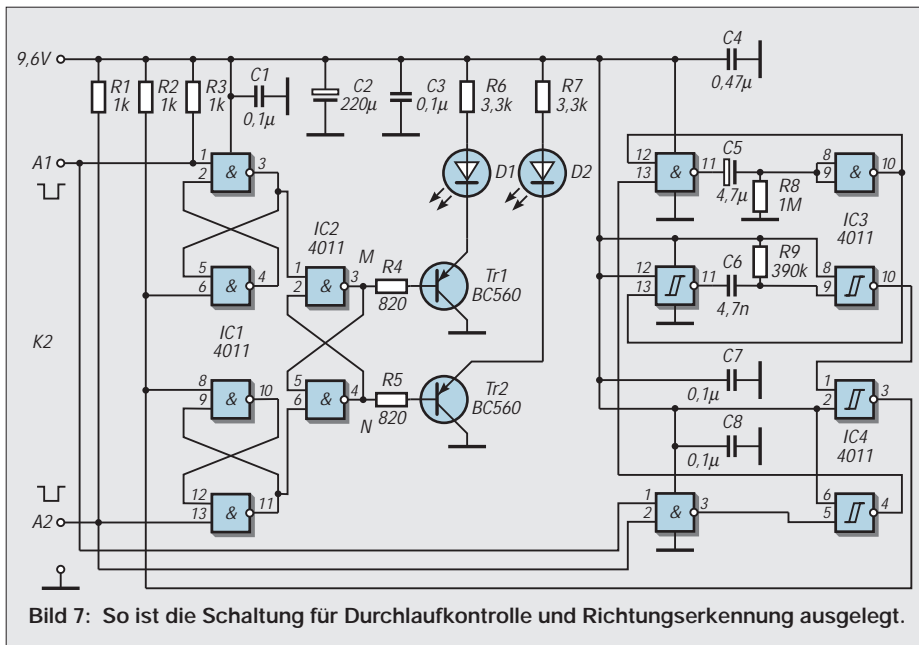 9,6V
R1
1k
R2
1k
R3
1k
C1
0,1µ
C2
220µ
C3
0,1µ
R6
3,3k
R7
3,3k
C4
0,47µ
A1
1
2
&
3
D1
D2
12
13
&
11
C5
4,7µ
R8
1M
8
9
&
10
IC3
4011
5
6
&
4
IC2
4011
1
2
&
3
M
R4
820
Tr1
BC560
12
13
11
C6
4,7n
R9
390k
8
9
10
K2
IC1
4011
8
9
&
10
5
6
&
4
N
R5
820
Tr2
BC560
C7
0,1µ
1
2
3
IC4
4011
C8
0,1µ
12
13
&
11
A2
1
2
&
3
6
5
4
Bild 7: So ist die Schaltung für Durchlaufkontrolle und Richtungserkennung ausgelegt.